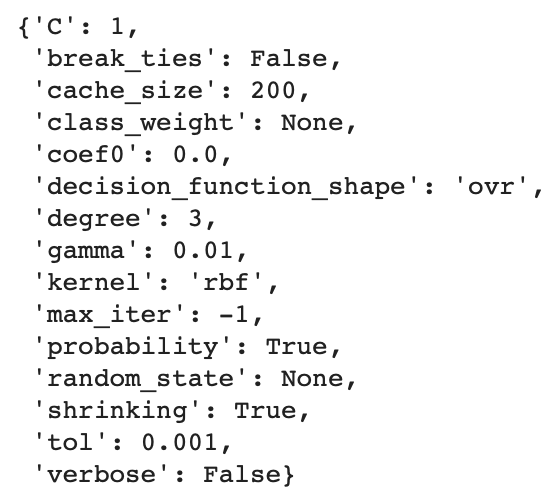 {'C': 1,
 'break_ties': False,
 'cache_size': 200,
 'class_weight': None,
 'coef0': 0.0,
 'decision_function_shape': 'ovr',
 'degree': 3,
 'gamma': 0.01,
 'kernel': 'rbf',
 'max_iter': -1,
 'probability': True,
 'random_state': None,
 'shrinking': True,
 'tol': 0.001,
 'verbose': False}